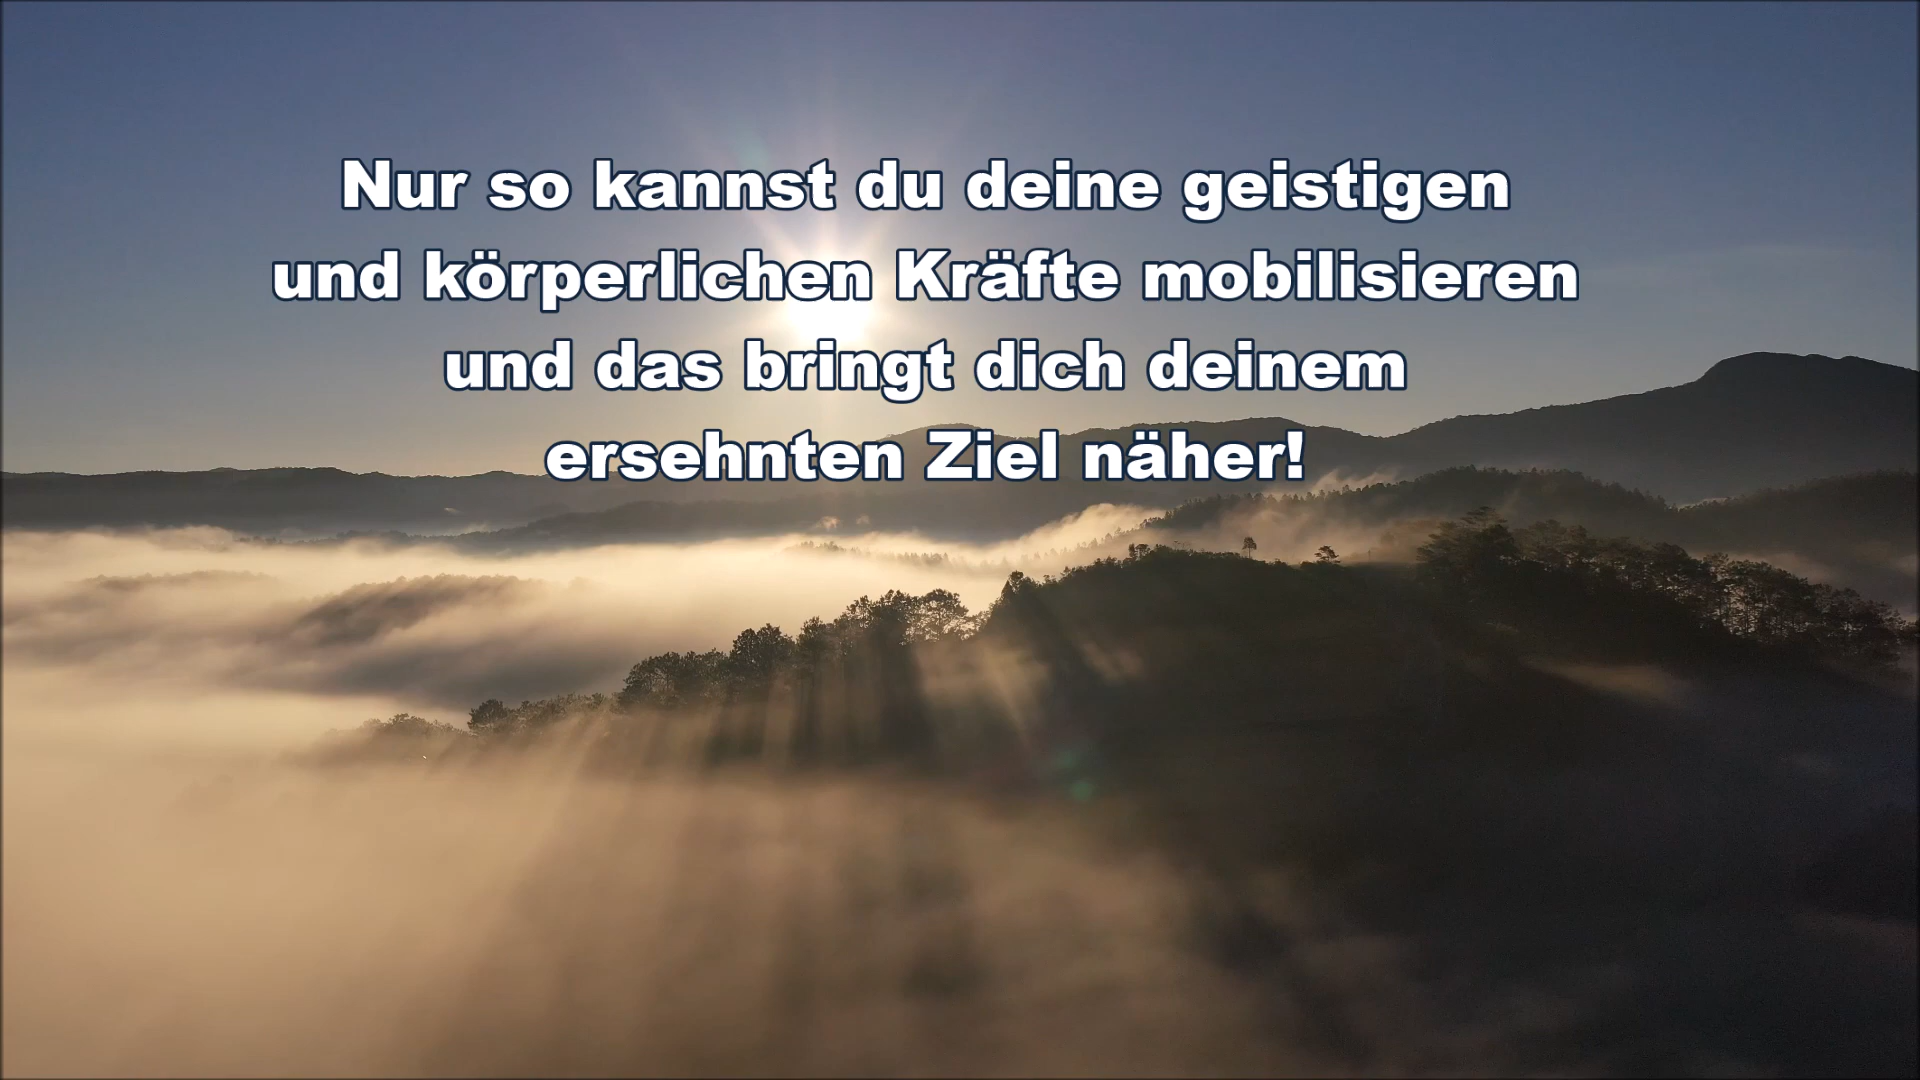 Nur so kannst du deine geistigen
und körperlichen Kräfte mobilisieren
und das bringt dich deinem
ersehnten Ziel näher!